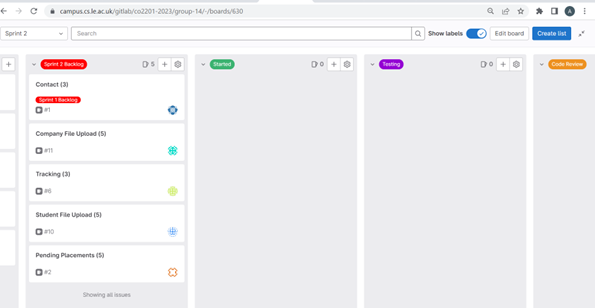 campus.cs.le.ac.uk/gitlab/co2201-2023/group-14/-/boards/630
A
Sprint 2
Search
Show labels
Edit board
Create list
Sprint 2 Backlog
5
Contact (3)
Sprint 1 Backlog
#1
Company File Upload (5)
#11
Tracking (3)
#6
Student File Upload (5)
#10
Pending Placements (5)
#2
Showing all issues
Started
0
Testing
0
Code Review